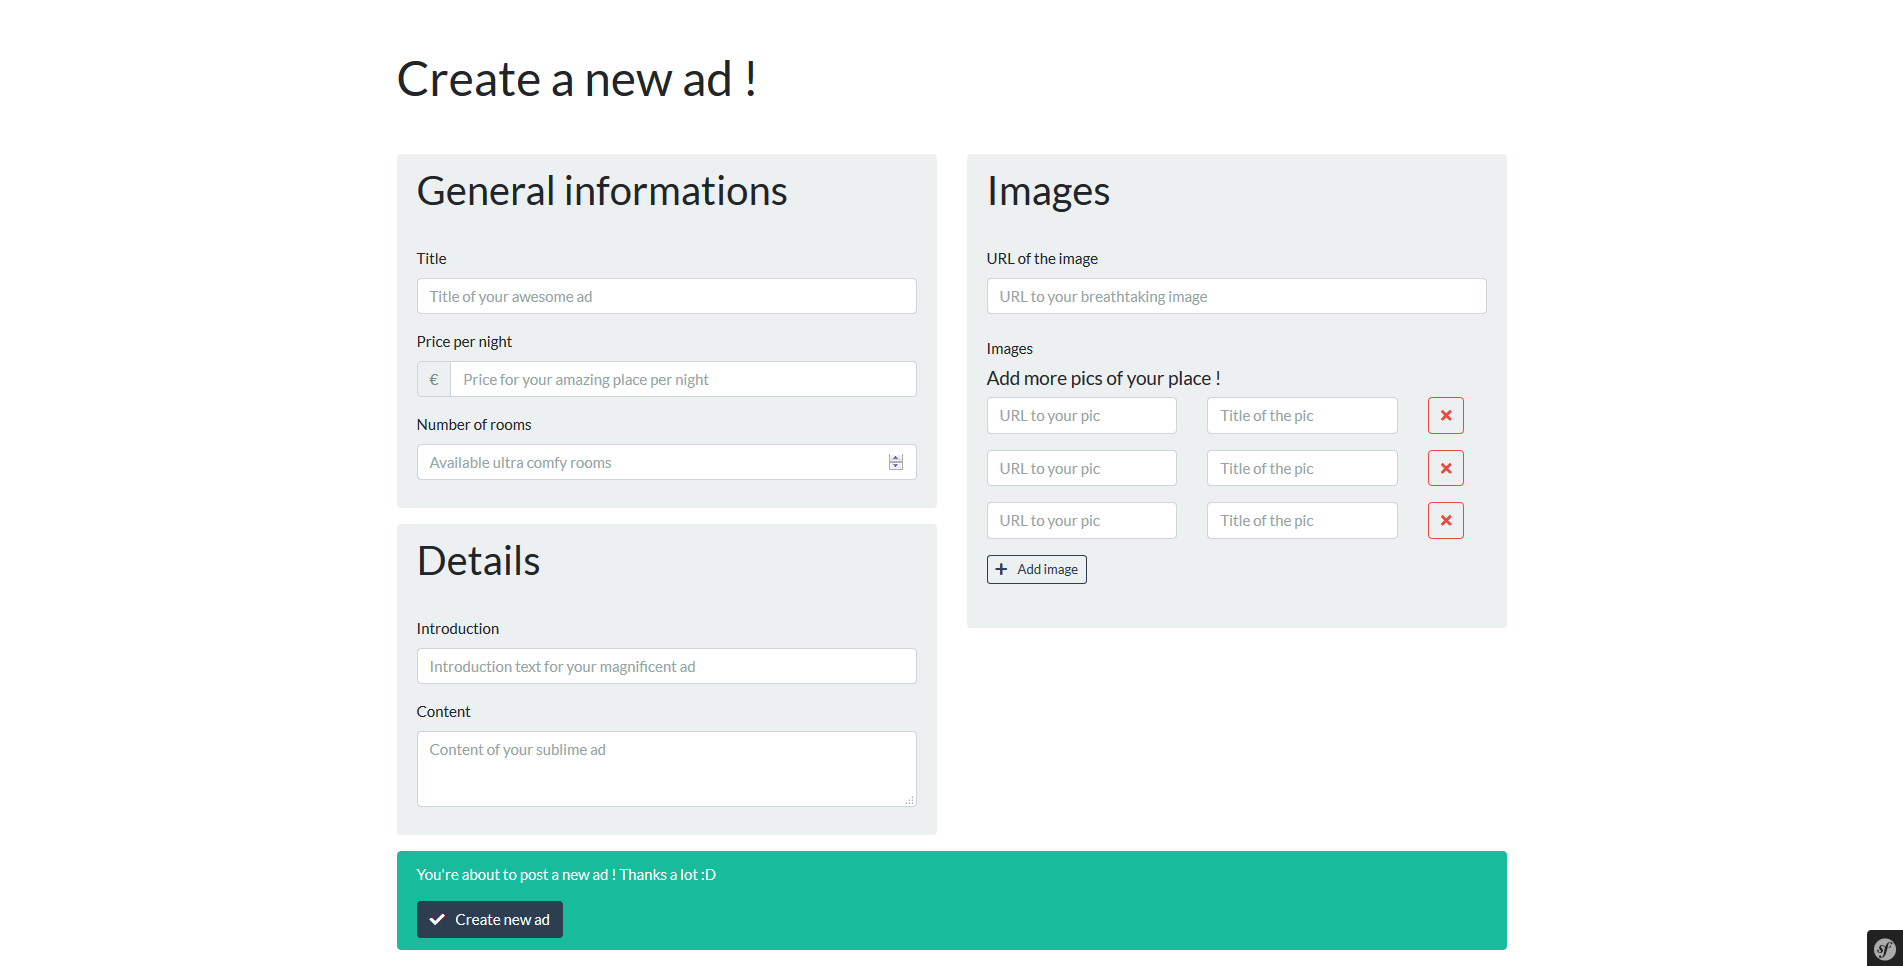 Create a new ad !
General informations
Title
Title of your awesome ad
Price per night
€ Price for your amazing place per night
Number of rooms
Available ultra comfy rooms
Details
Introduction
Introduction text for your magnificent ad
Content
Content of your sublime ad
Images
URL of the image
URL to your breathtaking image
Images
Add more pics of your place !
URL to your pic Title of the pic
URL to your pic Title of the pic
URL to your pic Title of the pic
Add image
You're about to post a new ad ! Thanks a lot :D
Create new ad
sf